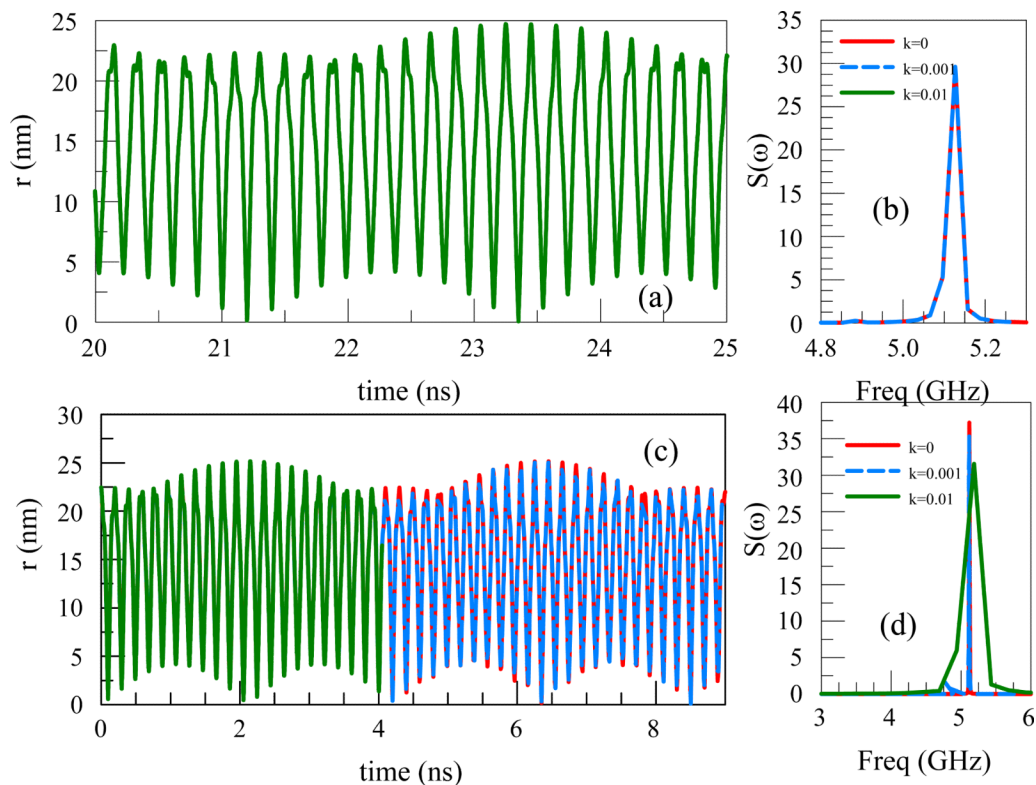 25
20
15
10
5
0
r (nm)
(a)
20 21 22 23 24 25
time (ns)
35
30
25
20
15
10
5
0
S(ω)
k=0
k=0.001
k=0.01
(b)
4.8 5.0 5.2
Freq (GHz)
30
25
20
15
10
5
0
r (nm)
(c)
0 2 4 6 8
time (ns)
40
35
30
25
20
15
10
5
0
S(ω)
k=0
k=0.001
k=0.01
(d)
3 4 5 6
Freq (GHz)